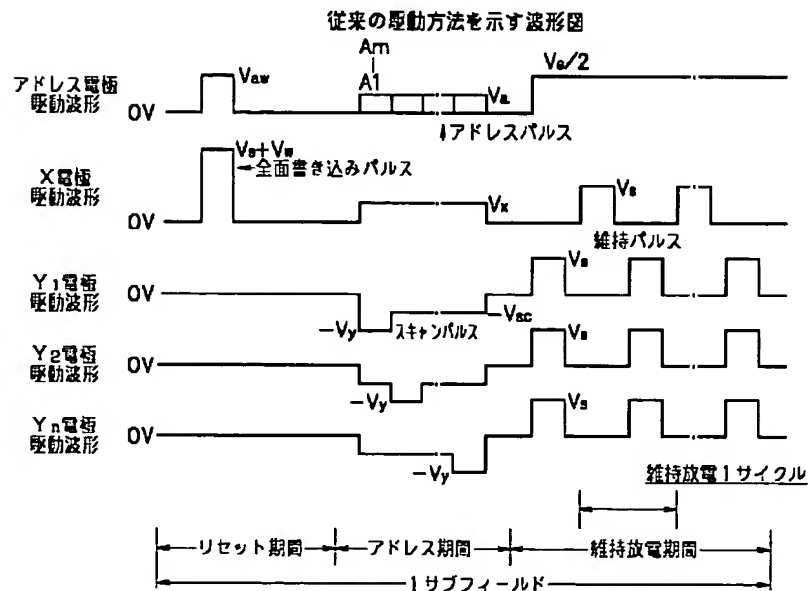 従来の駆動方法を示す波形図
Am
A1
アドレス電極
駆動波形
0V
Vaw
Va
Vs/2
アドレスパルス
X電極
駆動波形
0V
Vs+Vw
全面書き込みパルス
Vx
Vs
維持パルス
Y1電極
駆動波形
0V
-Vy
スキャンパルス
-Vsc
Vs
Y2電極
駆動波形
0V
-Vy
Vs
Yn電極
駆動波形
0V
-Vy
Vs
維持放電1サイクル
リセット期間
アドレス期間
維持放電期間
1サブフィールド